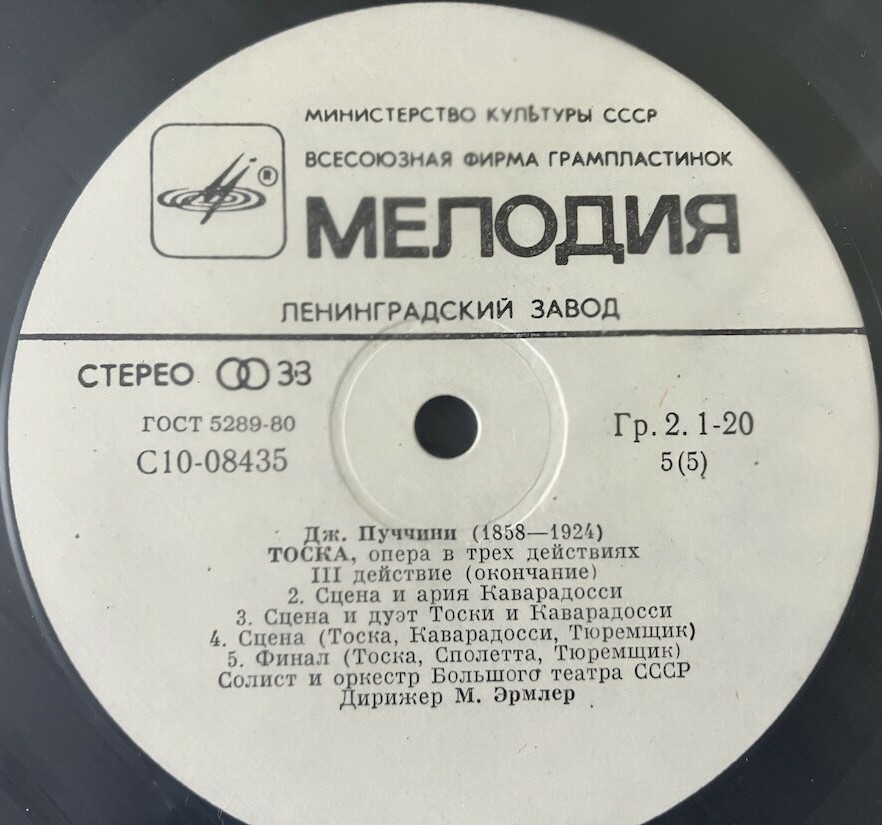 МИНИСТЕРСТВО КУЛЬТУРЫ СССР
ВСЕСОЮЗНАЯ ФИРМА ГРАМПЛАСТИНОК
®
МЕЛОДИЯ
ЛЕНИНГРАДСКИЙ ЗАВОД
СТЕРЕО 33
ГОСТ 5289-80
С10-08435
Гр. 2. 1-20
5(5)
Дж. Пуччини (1858—1924)
ТОСКА, опера в трех действиях
III действие (окончание)
2. Сцена и ария Каварадосси
3. Сцена и дуэт Тоски и Каварадосси
4. Сцена (Тоска, Каварадосси, Тюремщик)
5. Финал (Тоска, Сполетта, Тюремщик)
Солист и оркестр Большого театра СССР
Дирижер М. Эрмлер